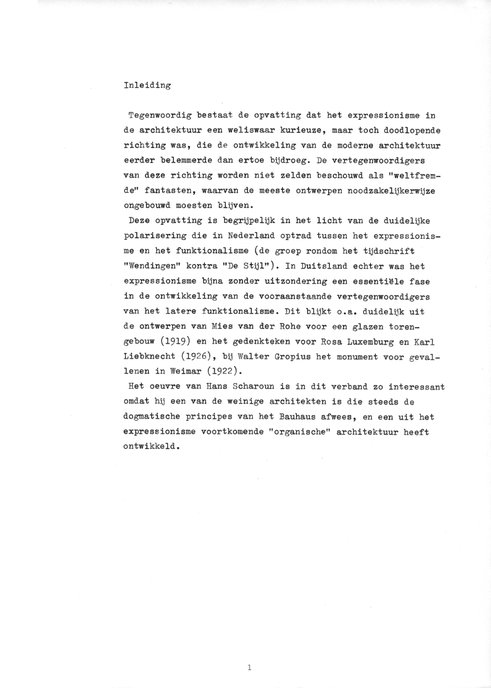 Inleiding
Tegenwoordig bestaat de opvatting dat het expressionisme in
de architektuur een weliswaar kurieuze, maar toch doodlopende
richting was, die de ontwikkeling van de moderne architektuur
eerder belemmerde dan ertoe bijdroeg. De vertegenwoordigers
van deze richting worden niet zelden beschouwd als "weltfrem-
de" fantasten, waarvan de meeste ontwerpen noodzakelijkerwijze
ongebouwd moesten blijven.
Deze opvatting is begrijpelijk in het licht van de duidelijke
polarisering die in Nederland optrad tussen het expressionis-
me en het funktionalisme (de groep rondom het tijdschrift
"Wendingen" kontra "De Stijl"). In Duitsland echter was het
expressionisme bijna zonder uitzondering een essentiële fase
in de ontwikkeling van de vooraanstaande vertegenwoordigers
van het latere funktionalisme. Dit blijkt o.a. duidelijk uit
de ontwerpen van Mies van der Rohe voor een glazen toren-
gebouw (1919) en het gedenkteken voor Rosa Luxemburg en Karl
Liebknecht (1926), bij Walter Gropius het monument voor geval-
lenen in Weimar (1922).
Het oeuvre van Hans Scharoun is in dit verband zo interessant
omdat hij een van de weinige architekten is die steeds de
dogmatische principes van het Bauhaus afwees, en een uit het
expressionisme voortkomende "organische" architektuur heeft
ontwikkeld.
1